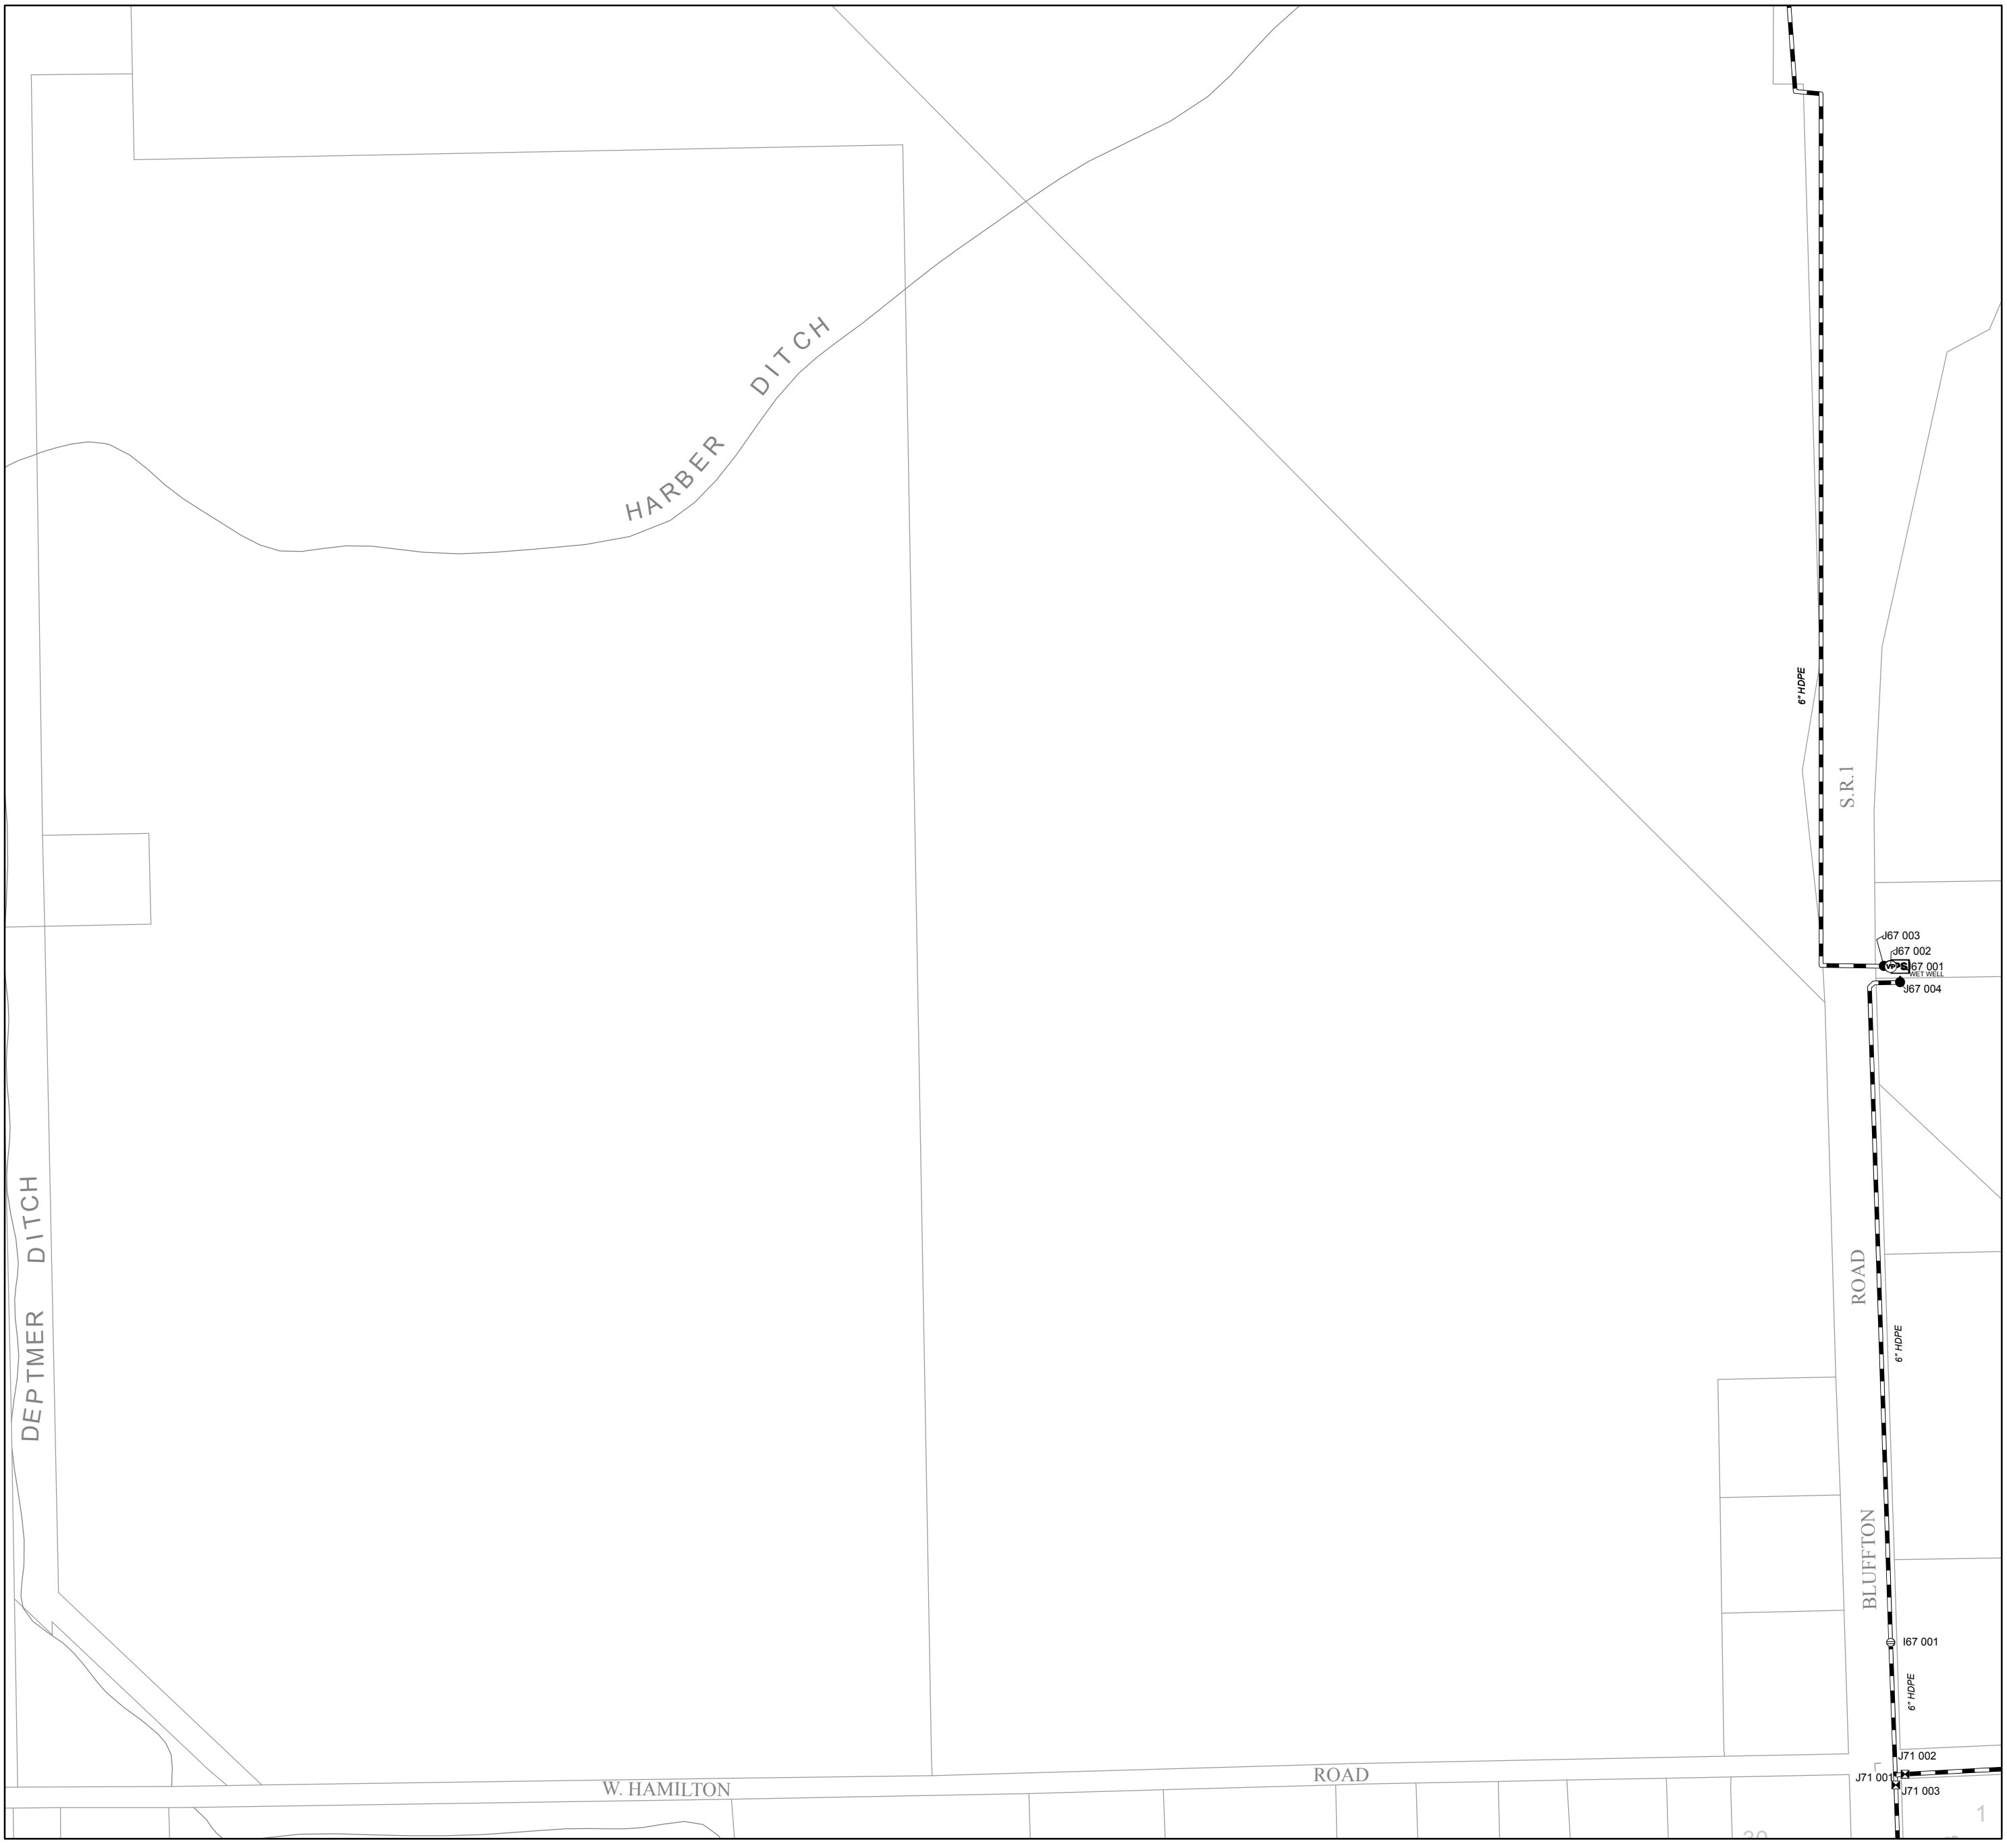 HARBER DITCH
6" HDPE
S.R.1
J67 003
J67 002
J67 001
WET WELL
J67 004
DEPTMER DITCH
BLUFFTON ROAD
6" HDPE
I67 001
6" HDPE
J71 002
J71 001
J71 003
W. HAMILTON ROAD
1